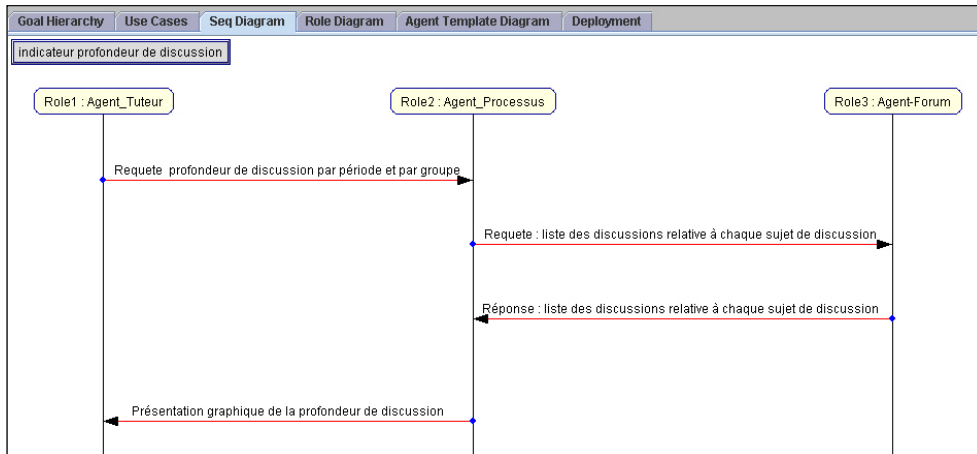 Goal Hierarchy Use Cases Seq Diagram Role Diagram Agent Template Diagram Deployment
indicateur profondeur de discussion
Role1 : Agent_Tuteur Role2 : Agent_Processus Role3 : Agent-Forum
Requete profondeur de discussion par période et par groupe
Requete : liste des discussions relative à chaque sujet de discussion
Réponse : liste des discussions relative à chaque sujet de discussion
Présentation graphique de la profondeur de discussion